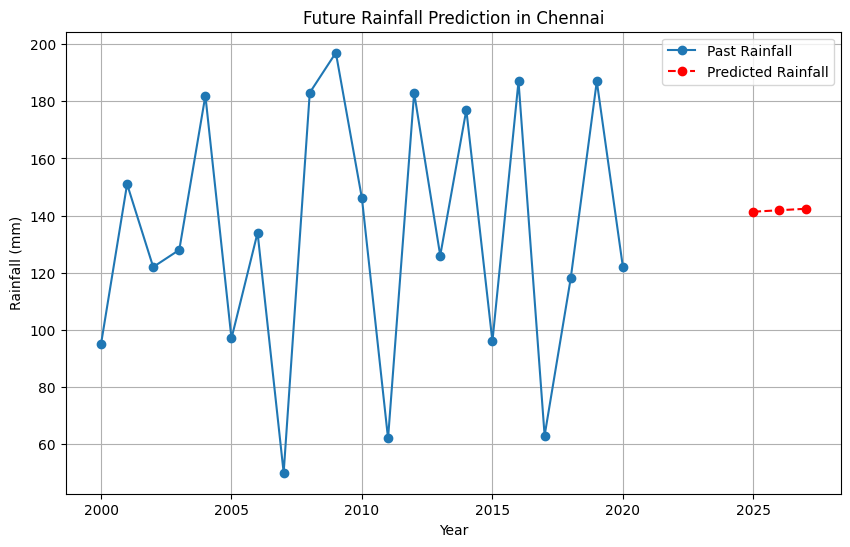 Future Rainfall Prediction in Chennai
Past Rainfall
Predicted Rainfall
Rainfall (mm)
200
180
160
140
120
100
80
60
2000
2005
2010
2015
2020
2025
Year